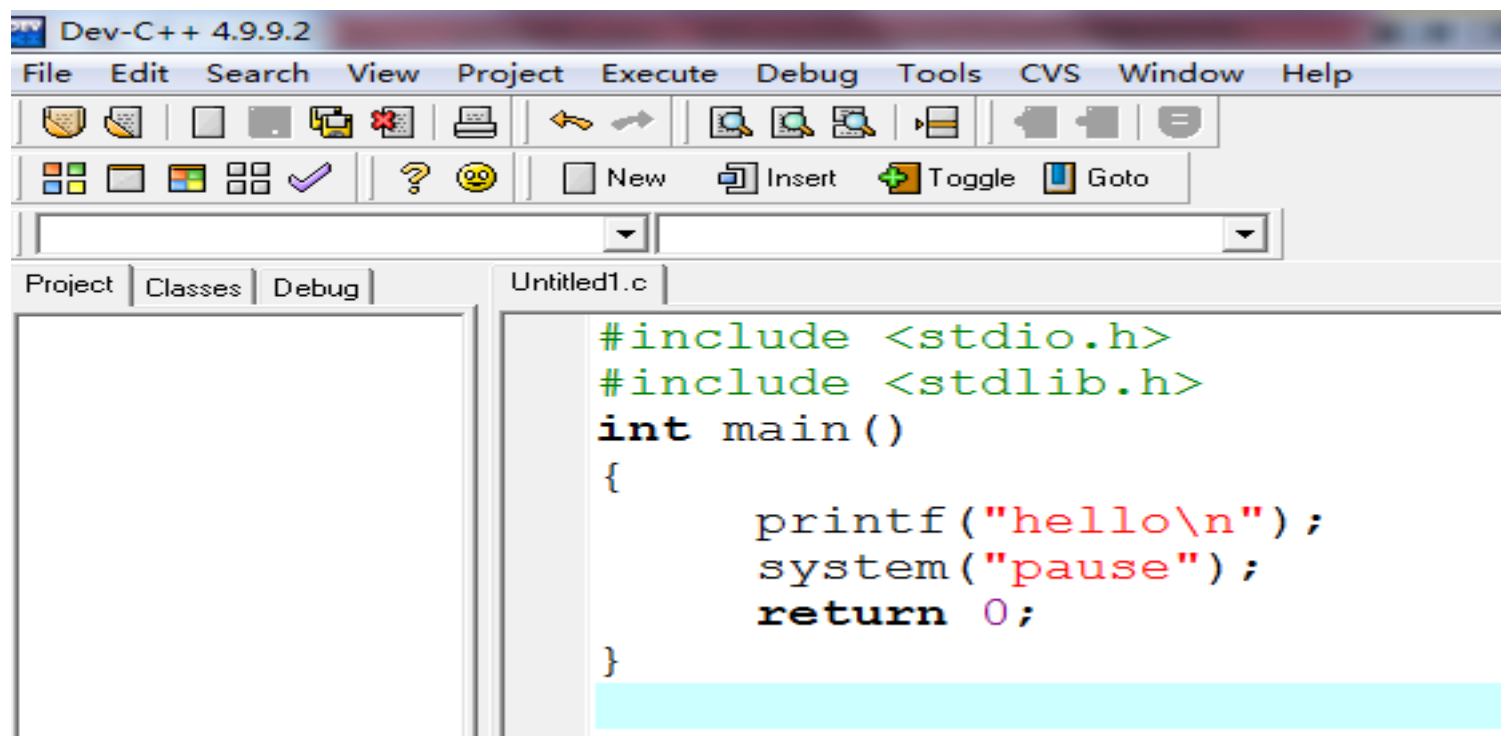 Dev-C++ 4.9.9.2
File Edit Search View Project Execute Debug Tools CVS Window Help
New Insert Toggle Goto
Project Classes Debug Untitled1.c
#include <stdio.h>
#include <stdlib.h>
int main()
{
     printf("hello\n");
     system("pause");
     return 0;
}